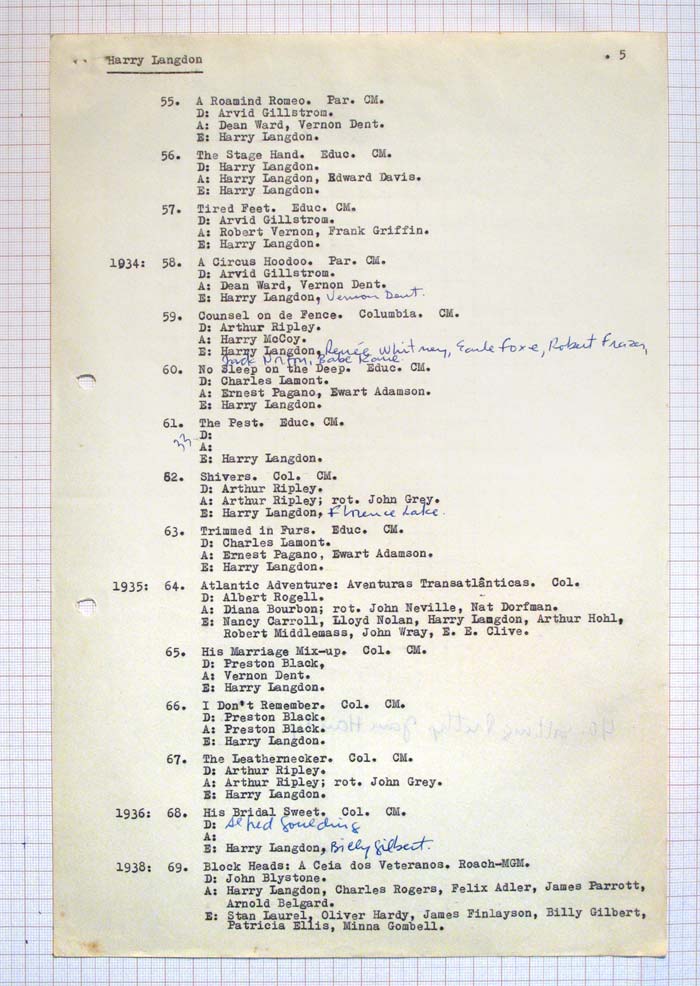 Harry Langdon
5
55. A Roamind Romeo. Par. CM.
D: Arvid Gillstrom.
A: Dean Ward, Vernon Dent.
E: Harry Langdon.
56. The Stage Hand. Educ. CM.
D: Harry Langdon.
A: Harry Langdon, Edward Davis.
E: Harry Langdon.
57. Tired Feet. Educ. CM.
D: Arvid Gillstrom.
A: Robert Vernon, Frank Griffin.
E: Harry Langdon.
1934: 58. A Circus Hoodoo. Par. CM.
D: Arvid Gillstrom.
A: Dean Ward, Vernon Dent.
E: Harry Langdon, Vernon Dent.
59. Counsel on de Fence. Columbia. CM.
D: Arthur Ripley.
A: Harry McCoy.
E: Harry Langdon, Renée Whitney, Earle Foxe, Robert Frazer,
Jack Norton, Babe Kane.
60. No Sleep on the Deep. Educ. CM.
D: Charles Lamont.
A: Ernest Pagano, Ewart Adamson.
E: Harry Langdon.
61. The Pest. Educ. CM.
33 D:
A:
E: Harry Langdon.
62. Shivers. Col. CM.
D: Arthur Ripley.
A: Arthur Ripley; rot. John Grey.
E: Harry Langdon, Florence Lake.
63. Trimmed in Furs. Educ. CM.
D: Charles Lamont.
A: Ernest Pagano, Ewart Adamson.
E: Harry Langdon.
1935: 64. Atlantic Adventure: Aventuras Transatlânticas. Col.
D: Albert Rogell.
A: Diana Bourbon; rot. John Neville, Nat Dorfman.
E: Nancy Carroll, Lloyd Nolan, Harry Langdon, Arthur Hohl,
Robert Middlemass, John Wray, E. E. Clive.
65. His Marriage Mix-up. Col. CM.
D: Preston Black,
A: Vernon Dent.
E: Harry Langdon.
66. I Don't Remember. Col. CM.
D: Preston Black.
A: Preston Black.
E: Harry Langdon.
67. The Leathernecker. Col. CM.
D: Arthur Ripley.
A: Arthur Ripley; rot. John Grey.
E: Harry Langdon.
1936: 68. His Bridal Sweet. Col. CM.
D: Alfred Goulding
A:
E: Harry Langdon, Billy Gilbert.
1938: 69. Block Heads: A Ceia dos Veteranos. Roach-MGM.
D: John Blystone.
A: Harry Langdon, Charles Rogers, Felix Adler, James Parrott,
Arnold Belgard.
E: Stan Laurel, Oliver Hardy, James Finlayson, Billy Gilbert,
Patricia Ellis, Minna Gombell.